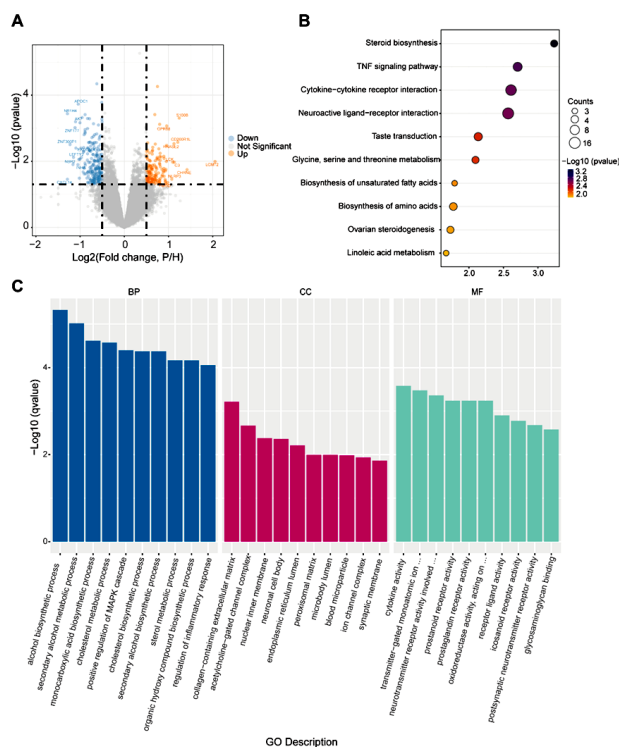 A
−Log10 (pvalue)
4
2
0
−2
−1
0
1
2
Log2(Fold change, P/H)
Down
Not Significant
Up
B
Steroid biosynthesis
TNF signaling pathway
Cytokine−cytokine receptor interaction
Neuroactive ligand−receptor interaction
Taste transduction
Glycine, serine and threonine metabolism
Biosynthesis of unsaturated fatty acids
Biosynthesis of amino acids
Ovarian steroidogenesis
Linoleic acid metabolism
2.0
2.5
3.0
Counts
3
4
8
16
−Log10 (pvalue)
3.2
2.8
2.4
2.0
C
BP
CC
MF
−Log10 (qvalue)
4
2
0
alcohol biosynthetic process
secondary alcohol metabolic process
monocarboxylic acid biosynthetic process
cholesterol metabolic process
positive regulation of MAPK cascade
cholesterol biosynthetic process
secondary alcohol biosynthetic process
sterol metabolic process
organic hydroxy compound biosynthetic process
regulation of inflammatory response
collagen−containing extracellular matrix
acetylcholine−gated channel complex
nuclear inner membrane
neuronal cell body
endoplasmic reticulum lumen
peroxisomal matrix
microbody lumen
blood microparticle
ion channel complex
synaptic membrane
cytokine activity
transmitter−gated monoatomic ion ...
neurotransmitter receptor activity involved ...
prostanoid receptor activity
prostaglandin receptor activity
oxidoreductase activity, acting on ...
receptor ligand activity
icosanoid receptor activity
postsynaptic neurotransmitter receptor activity
glycosaminoglycan binding
GO Description